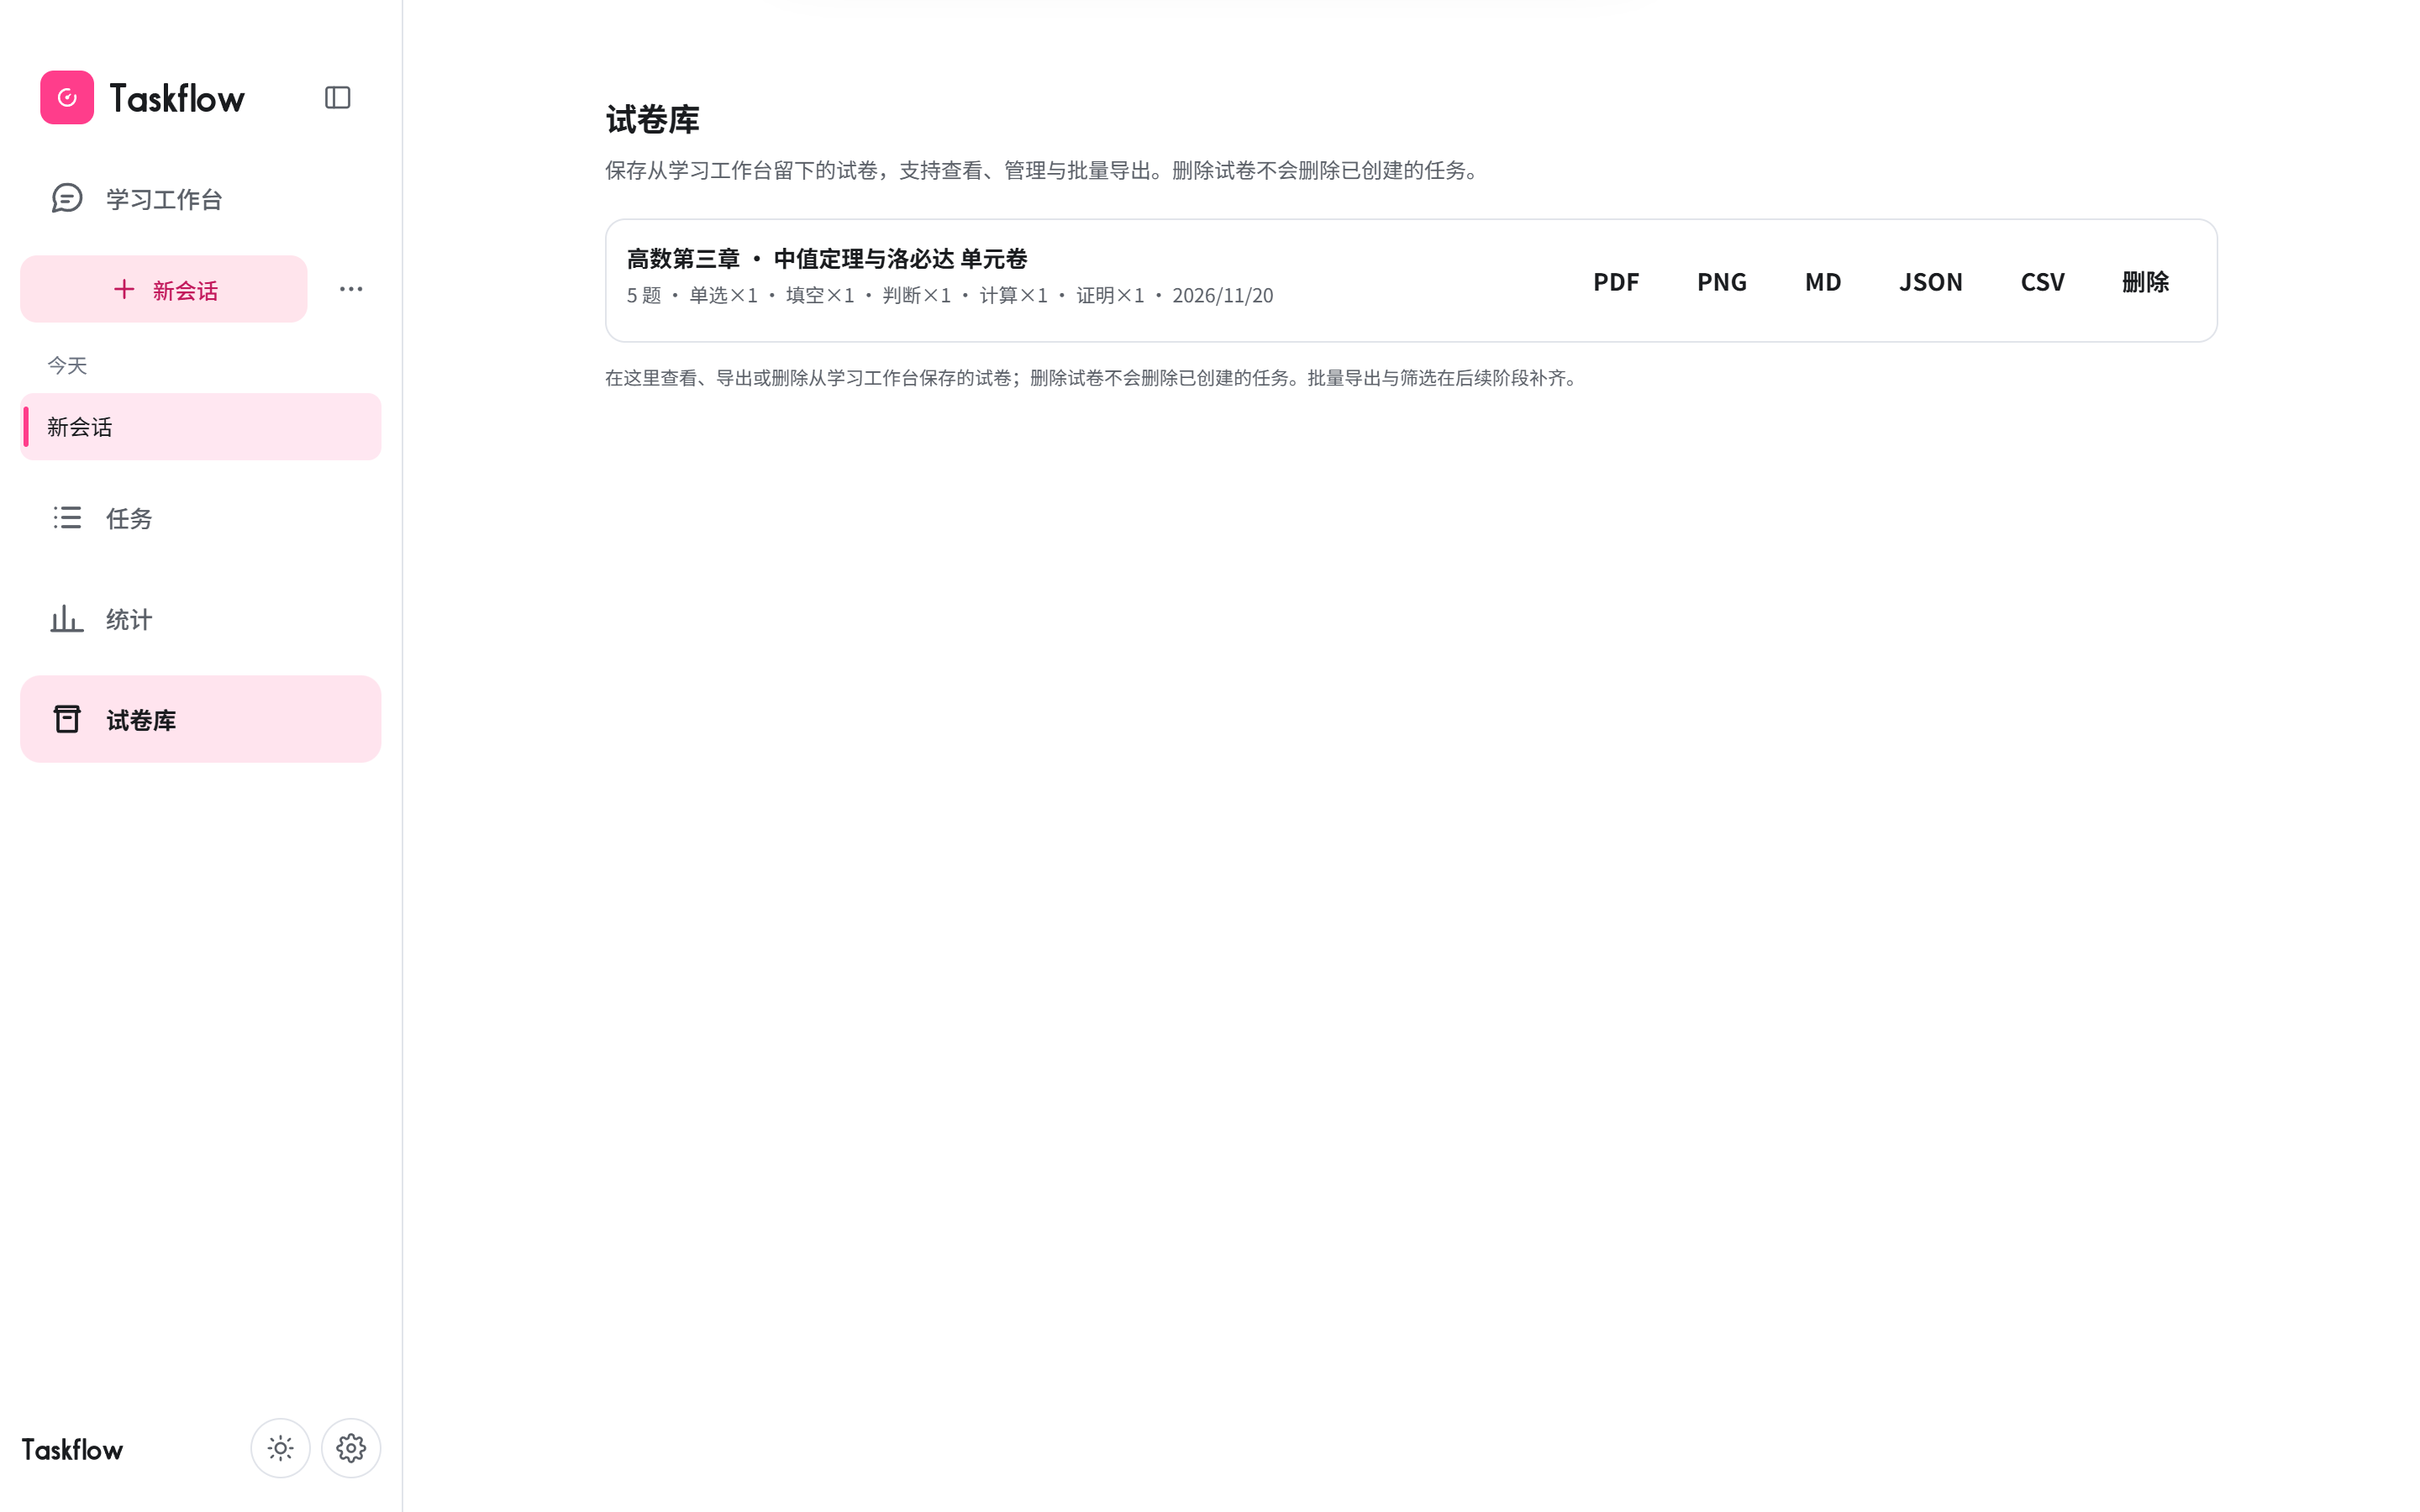 Taskflow
学习工作台
新会话
今天
新会话
任务
统计
试卷库
Taskflow
试卷库
保存从学习工作台留下的试卷，支持查看、管理与批量导出。删除试卷不会删除已创建的任务。
高数第三章 · 中值定理与洛必达 单元卷
5 题 · 单选×1 · 填空×1 · 判断×1 · 计算×1 · 证明×1 · 2026/11/20
PDF PNG MD JSON CSV 删除
在这里查看、导出或删除从学习工作台保存的试卷；删除试卷不会删除已创建的任务。批量导出与筛选在后续阶段补齐。